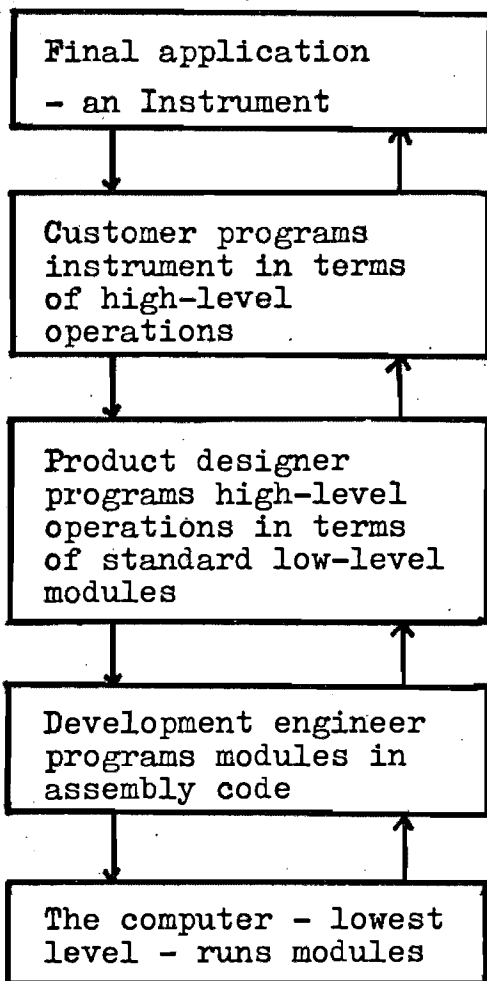 Final application
- an Instrument
Customer programs
instrument in terms
of high-level
operations
Product designer
programs high-level
operations in terms
of standard low-level
modules
Development engineer
programs modules in
assembly code
The computer - lowest
level - runs modules